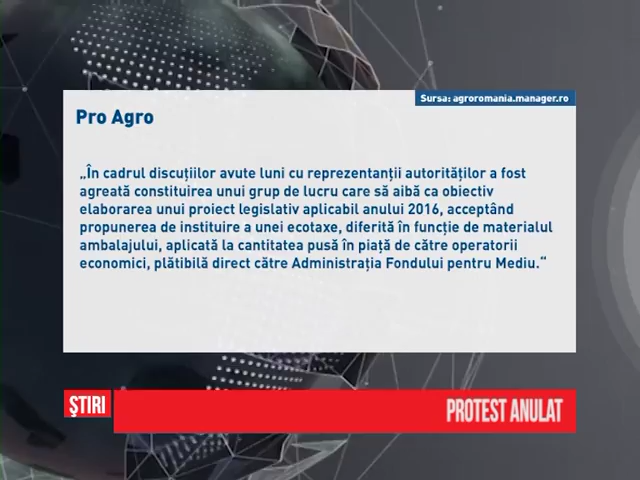 Sursa: agroromania.manager.ro
Pro Agro
„În cadrul discuțiilor avute luni cu reprezentanții autorităților a fost
agreată constituirea unui grup de lucru care să aibă ca obiectiv
elaborarea unui proiect legislativ aplicabil anului 2016, acceptând
propunerea de instituire a unei ecotaxe, diferită în funcție de materialul
ambalajului, aplicată la cantitatea pusă în piață de către operatorii
economici, plătibilă direct către Administrația Fondului pentru Mediu.“
ŞTIRI
PROTEST ANULAT